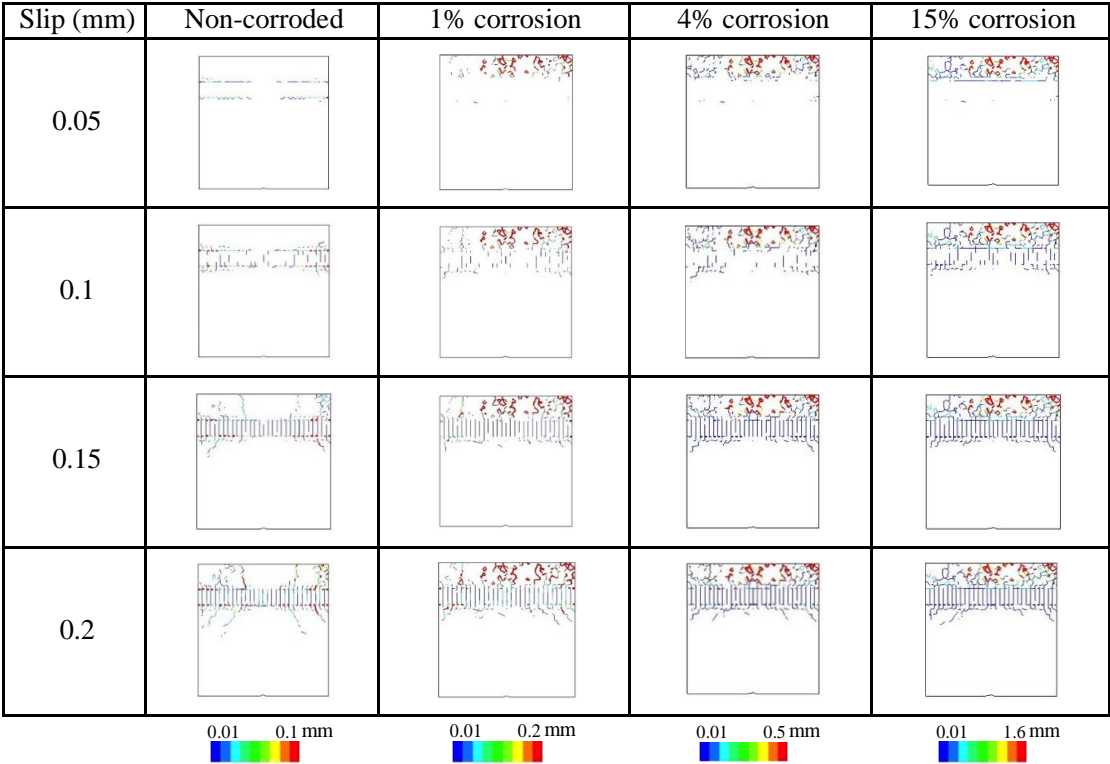 Slip (mm) Non-corroded 1% corrosion 4% corrosion 15% corrosion
0.05
0.1
0.15
0.2
0.01 0.1 mm 0.01 0.2 mm 0.01 0.5 mm 0.01 1.6 mm